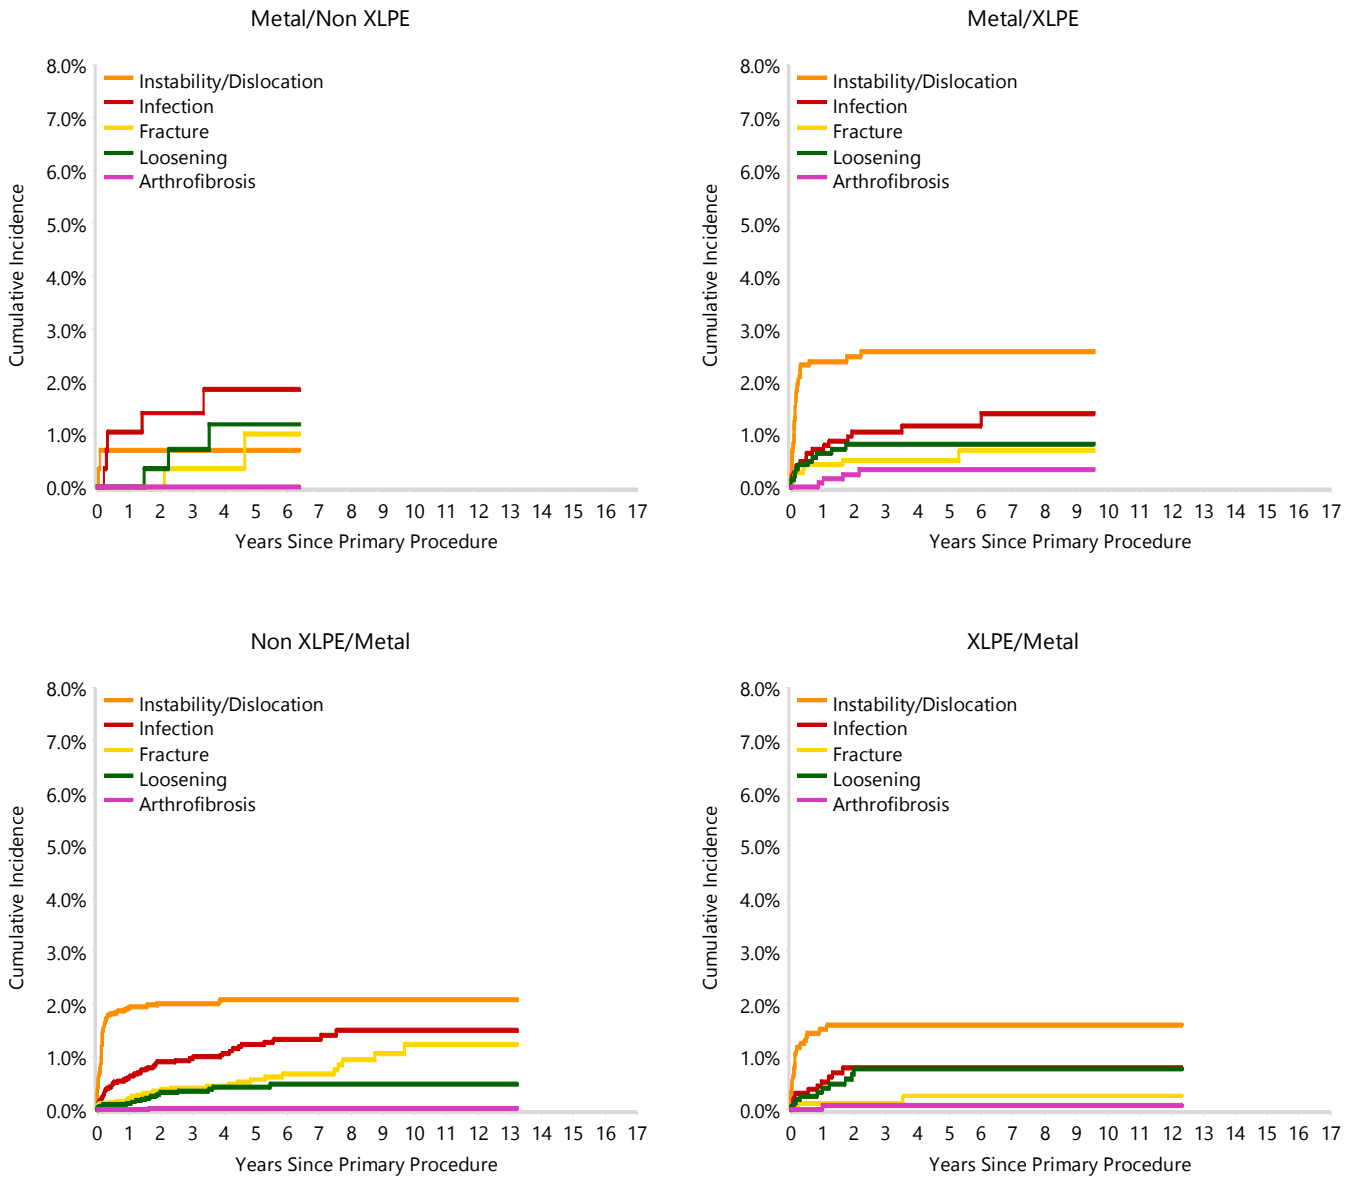 Metal/Non XLPE
8.0%
7.0%
6.0%
5.0%
4.0%
3.0%
2.0%
1.0%
0.0%
Cumulative Incidence
Instability/Dislocation
Infection
Fracture
Loosening
Arthrofibrosis
0 1 2 3 4 5 6 7 8 9 10 11 12 13 14 15 16 17
Years Since Primary Procedure
Metal/XLPE
8.0%
7.0%
6.0%
5.0%
4.0%
3.0%
2.0%
1.0%
0.0%
Cumulative Incidence
Instability/Dislocation
Infection
Fracture
Loosening
Arthrofibrosis
0 1 2 3 4 5 6 7 8 9 10 11 12 13 14 15 16 17
Years Since Primary Procedure
Non XLPE/Metal
8.0%
7.0%
6.0%
5.0%
4.0%
3.0%
2.0%
1.0%
0.0%
Cumulative Incidence
Instability/Dislocation
Infection
Fracture
Loosening
Arthrofibrosis
0 1 2 3 4 5 6 7 8 9 10 11 12 13 14 15 16 17
Years Since Primary Procedure
XLPE/Metal
8.0%
7.0%
6.0%
5.0%
4.0%
3.0%
2.0%
1.0%
0.0%
Cumulative Incidence
Instability/Dislocation
Infection
Fracture
Loosening
Arthrofibrosis
0 1 2 3 4 5 6 7 8 9 10 11 12 13 14 15 16 17
Years Since Primary Procedure